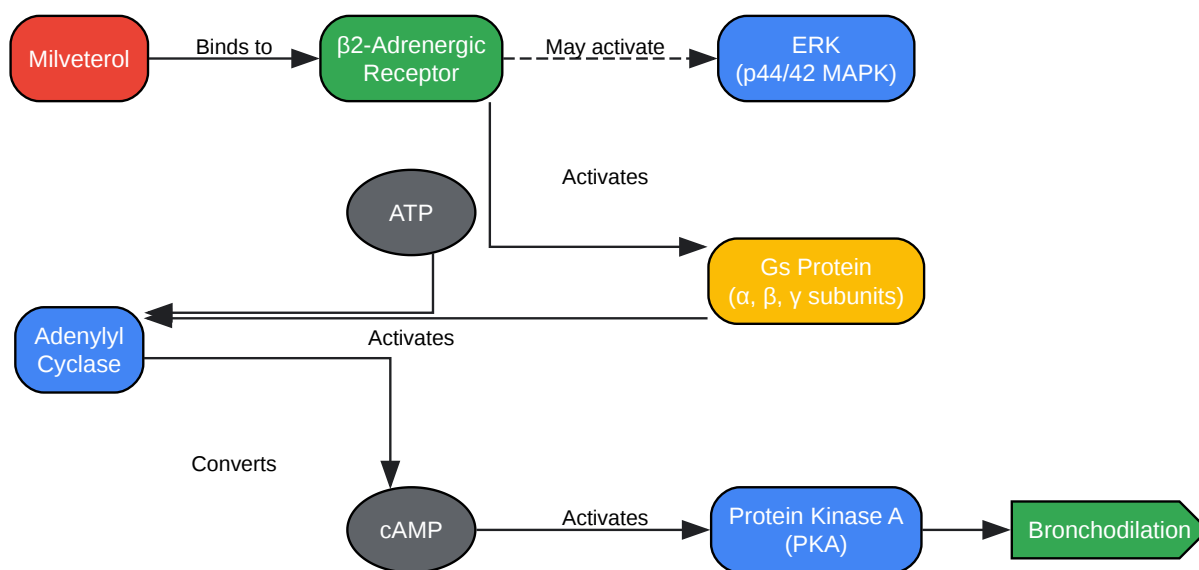 Milveterol
Binds to
β2-Adrenergic
Receptor
May activate
ERK
(p44/42 MAPK)
Activates
ATP
Gs Protein
(α, β, γ subunits)
Activates
Adenylyl
Cyclase
Converts
cAMP
Activates
Protein Kinase A
(PKA)
Bronchodilation